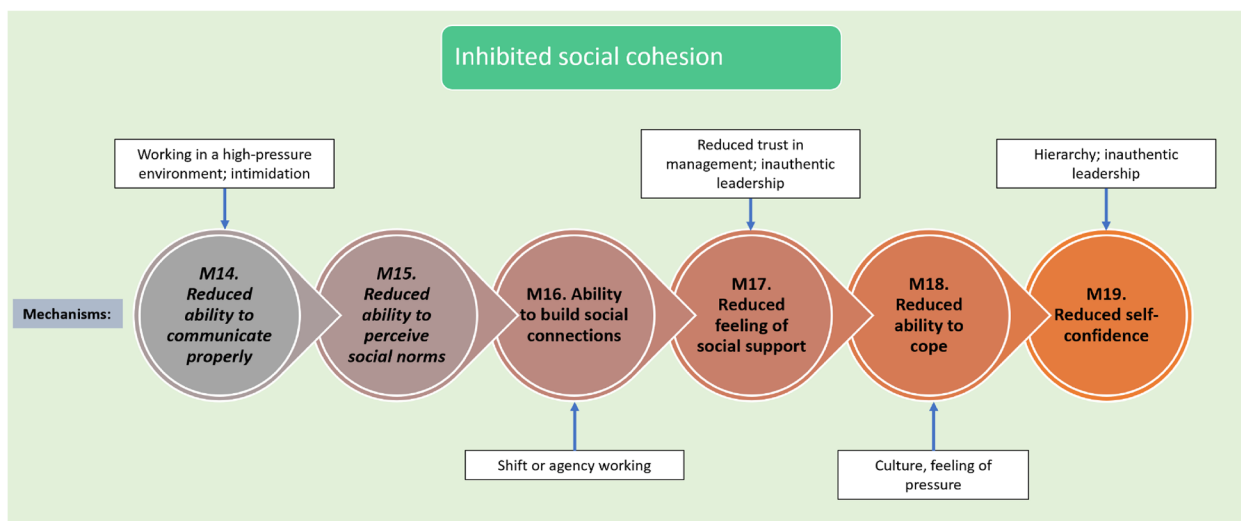 Inhibited social cohesion
Working in a high-pressure
environment; intimidation
Reduced trust in
management; inauthentic
leadership
Hierarchy; inauthentic
leadership
Mechanisms:
M14.
Reduced
ability to
communicate
properly
M15.
Reduced
ability to
perceive
social norms
M16. Ability
to build social
connections
M17.
Reduced
feeling of
social support
M18.
Reduced
ability to
cope
M19.
Reduced self-
confidence
Shift or agency working
Culture, feeling of
pressure